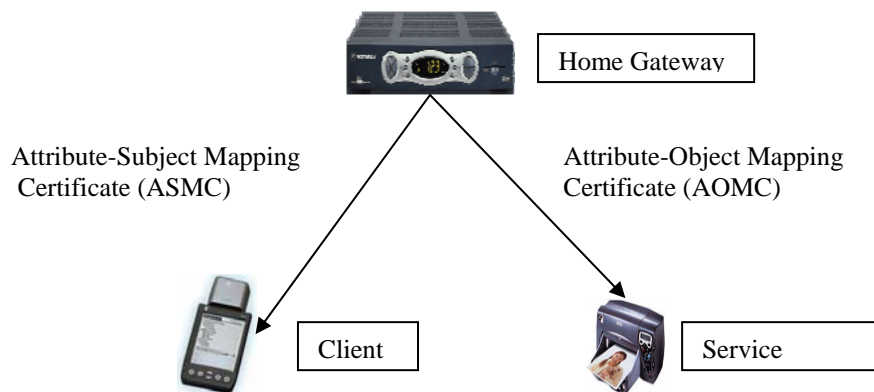 Home Gateway
Attribute-Subject Mapping
Certificate (ASMC)
Attribute-Object Mapping
Certificate (AOMC)
Client
Service